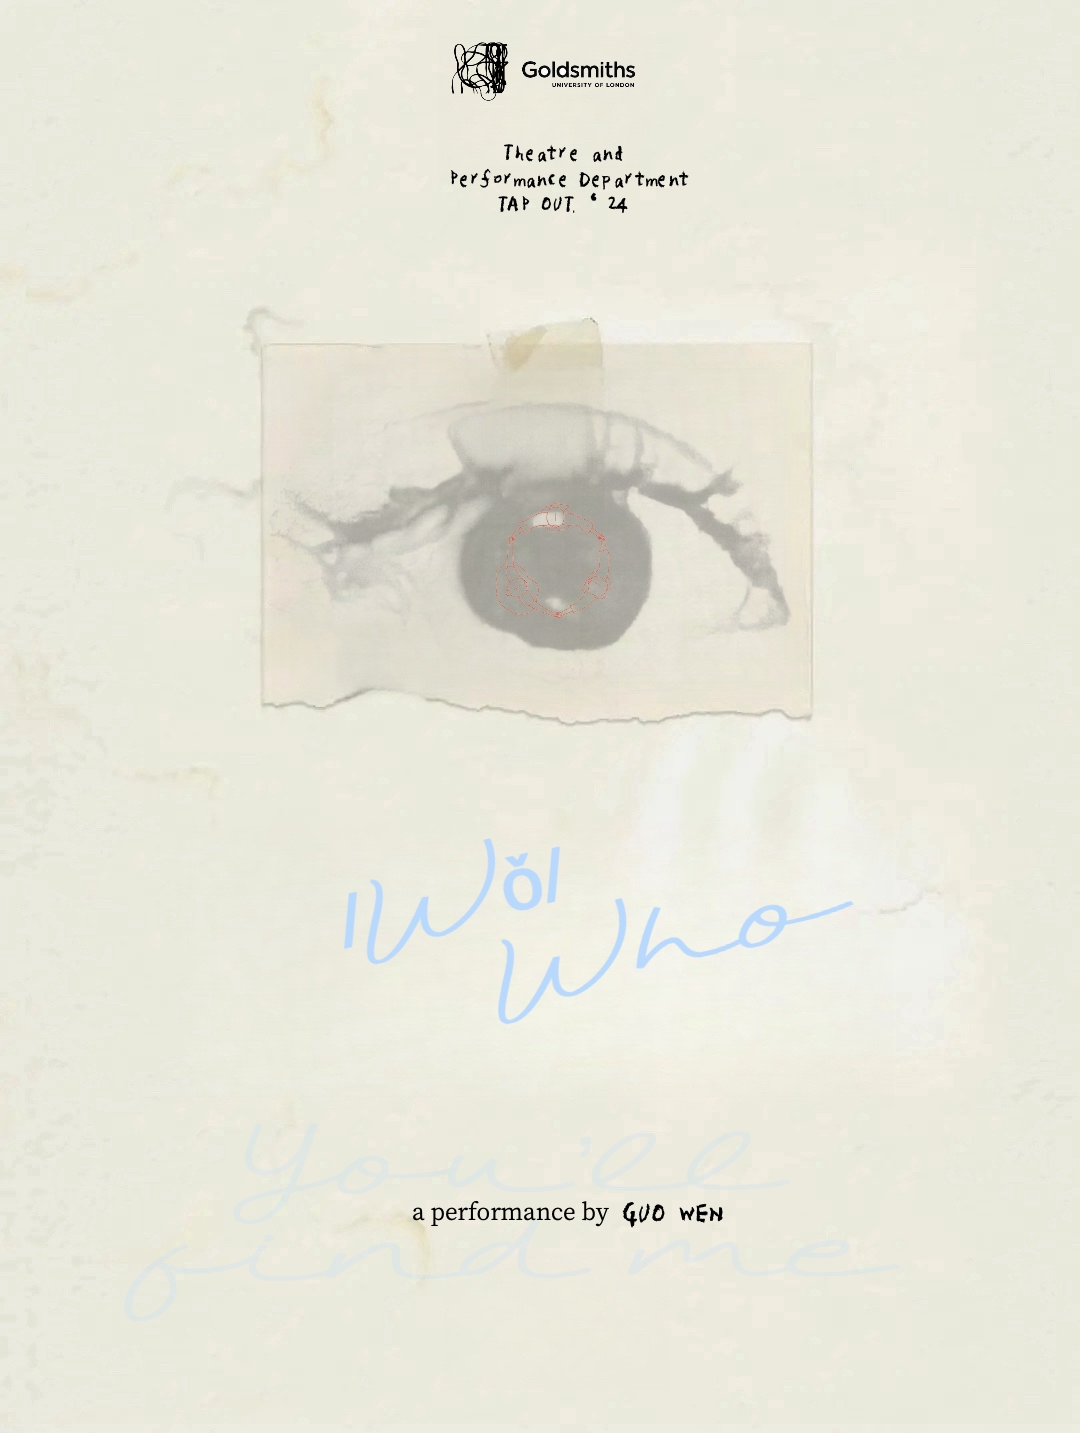 Goldsmiths
UNIVERSITY OF LONDON
Theatre and
Performance Department
TAP OUT. ‘ 24
/Wǒ/
Who
You'll
a performance by GUO WEN
find me